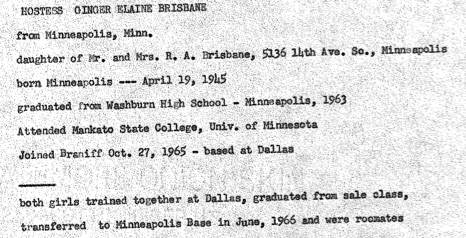 HOSTESS GINGER ELAINE BRISBANE
from Minneapolis, Minn.
daughter of Mr. and Mrs. R. A. Brisbane, 5136 14th Ave. So., Minneapolis
born Minneapolis --- April 19, 1945
graduated from Washburn High School - Minneapolis, 1963
Attended Mankato State College, Univ. of Minnesota
Joined Braniff Oct. 27, 1965 - based at Dallas
both girls trained together at Dallas, graduated from sale class,
transferred to Minneapolis Base in June, 1966 and were roomates